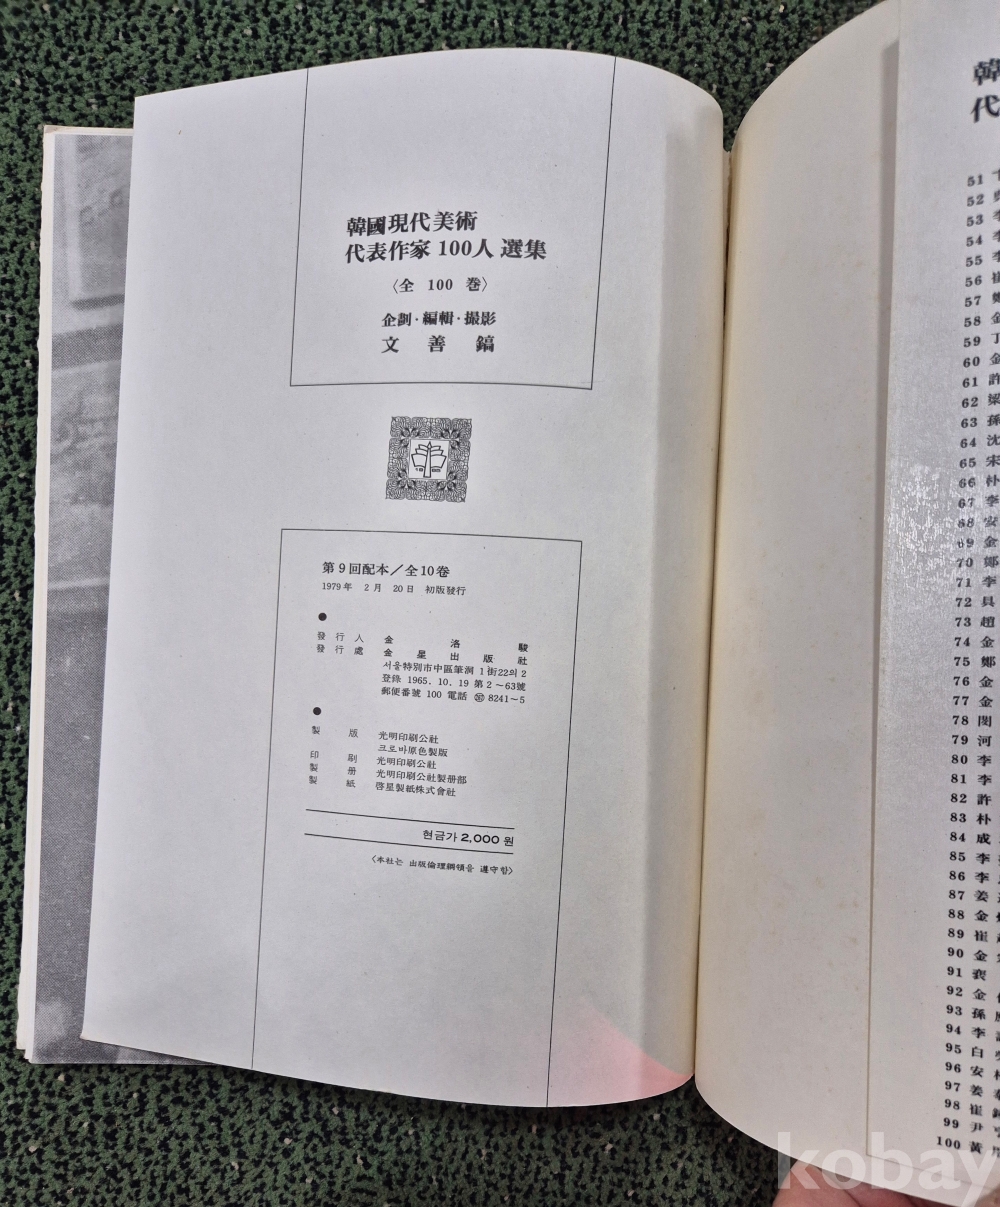 韓國現代美術
代表作家 100人 選集
〈全 100 巻〉
企劃·編輯·撮影
文 善 鎬
第9回配本／全10卷
1979年 2月 20日 初版發行
● 
發行人 金 洛 駿
發行處 金 星 出 版 社
서울特別市中區筆洞 1街22의 2
登錄 1965. 10. 19 第2～63號
郵便番號 100 電話 8241～5
●
製 版 光明印刷公社
크로마原色製版
印 刷 光明印刷公社
製 册 光明印刷公社製册部
製 紙 啓星製紙株式會社
현금가 2,000 원
〈本社는 出版倫理綱領을 遵守함〉
韓
代
51
52
53 李
54 李
55 李
56 崔
57 鄭
58 金
59 丁
60 金
61 許
62 梁
63 孫
64 沈
65 宋
66 朴
67 李
68 安
69 金
70 鄭
71 李
72 具
73 趙
74 金
75 鄭
76 金
77 金
78 閔
79 河
80 李
81 李
82 許
83 朴
84 成
85 李
86 李
87 姜
88 金
89 崔
90 金
91 裵
92 金
93 孫
94 李
95 白
96 安
97 姜
98 崔
99 尹
100 黃
kobay